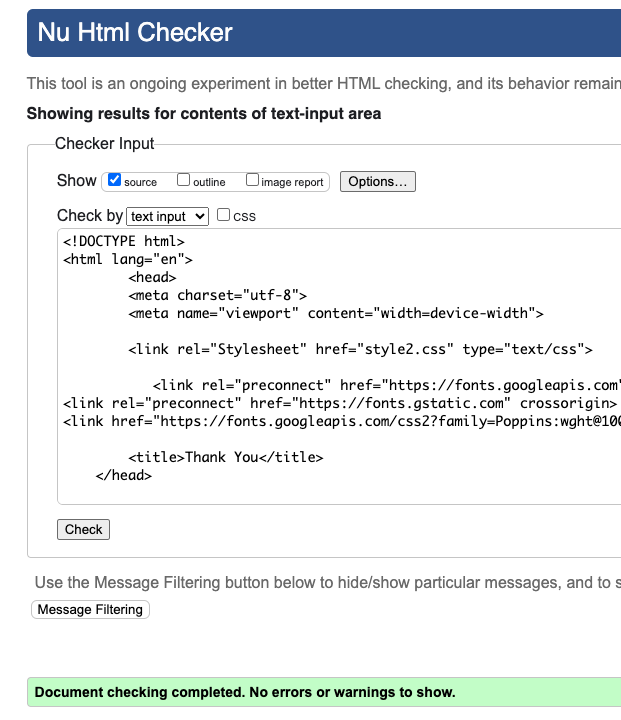 Nu Html Checker
This tool is an ongoing experiment in better HTML checking, and its behavior remain
Showing results for contents of text-input area
Checker Input
Show source outline image report Options...
Check by text input css
<!DOCTYPE html>
<html lang="en">
<head>
<meta charset="utf-8">
<meta name="viewport" content="width=device-width">
<link rel="Stylesheet" href="style2.css" type="text/css">
<link rel="preconnect" href="https://fonts.googleapis.com"
<link rel="preconnect" href="https://fonts.gstatic.com" crossorigin>
<link href="https://fonts.googleapis.com/css2?family=Poppins:wght@100
<title>Thank You</title>
</head>
Check
Use the Message Filtering button below to hide/show particular messages, and to s
Message Filtering
Document checking completed. No errors or warnings to show.